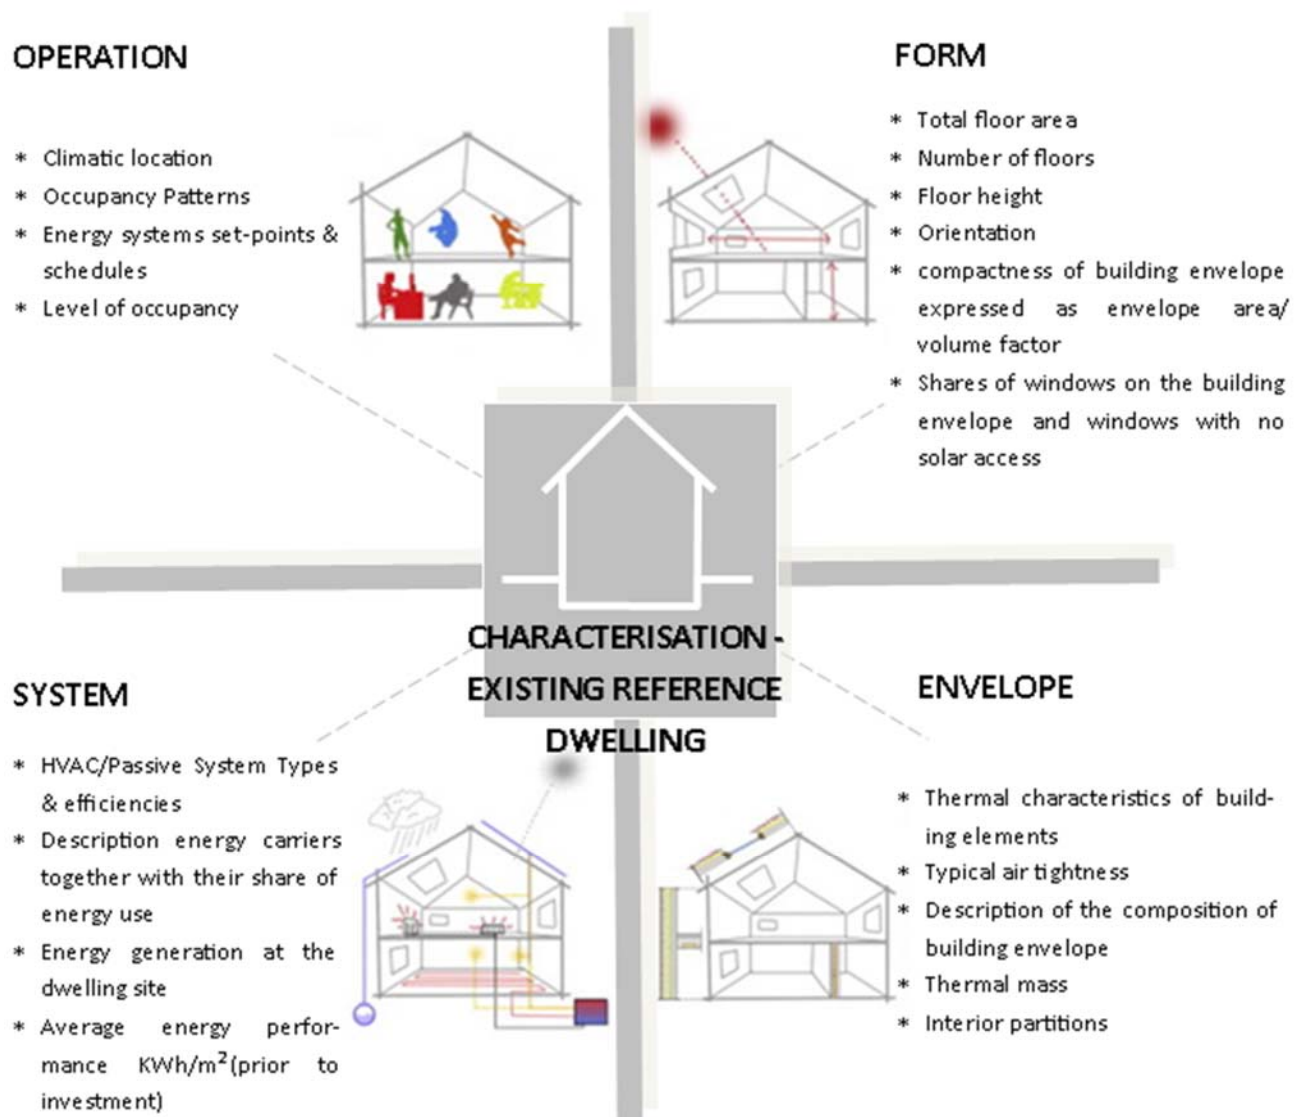 OPERATION
* Climatic location
* Occupancy Patterns
* Energy systems set-points &
schedules
* Level of occupancy
FORM
* Total floor area
* Number of floors
* Floor height
* Orientation
* compactness of building envelope
expressed as envelope area/
volume factor
* Shares of windows on the building
envelope and windows with no
solar access
CHARACTERISATION -
EXISTING REFERENCE
DWELLING
SYSTEM
* HVAC/Passive System Types
& efficiencies
* Description energy carriers
together with their share of
energy use
* Energy generation at the
dwelling site
* Average energy perfor-
mance KWh/m²(prior to
investment)
ENVELOPE
* Thermal characteristics of build-
ing elements
* Typical air tightness
* Description of the composition of
building envelope
* Thermal mass
* Interior partitions